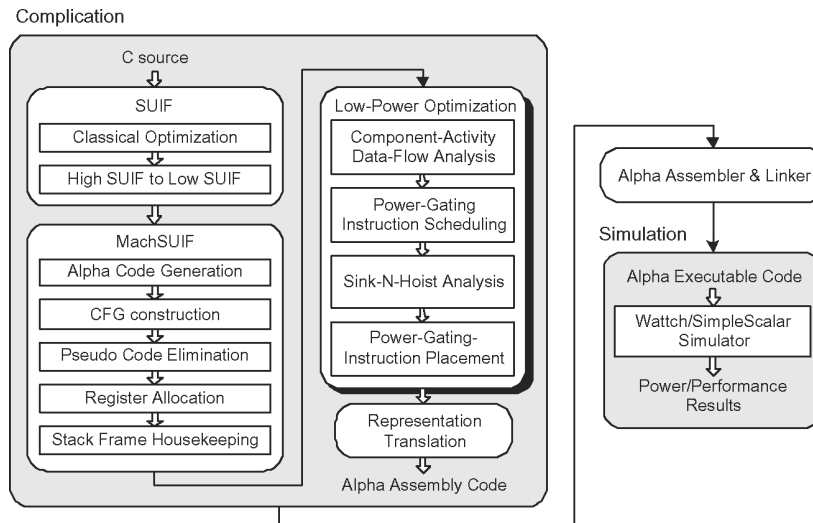 Complication
C source
SUIF
Classical Optimization
High SUIF to Low SUIF
MachSUIF
Alpha Code Generation
CFG construction
Pseudo Code Elimination
Register Allocation
Stack Frame Housekeeping
Low-Power Optimization
Component-Activity
Data-Flow Analysis
Power-Gating
Instruction Scheduling
Sink-N-Hoist Analysis
Power-Gating-
Instruction Placement
Representation
Translation
Alpha Assembly Code
Alpha Assembler & Linker
Simulation
Alpha Executable Code
Wattch/SimpleScalar
Simulator
Power/Performance
Results